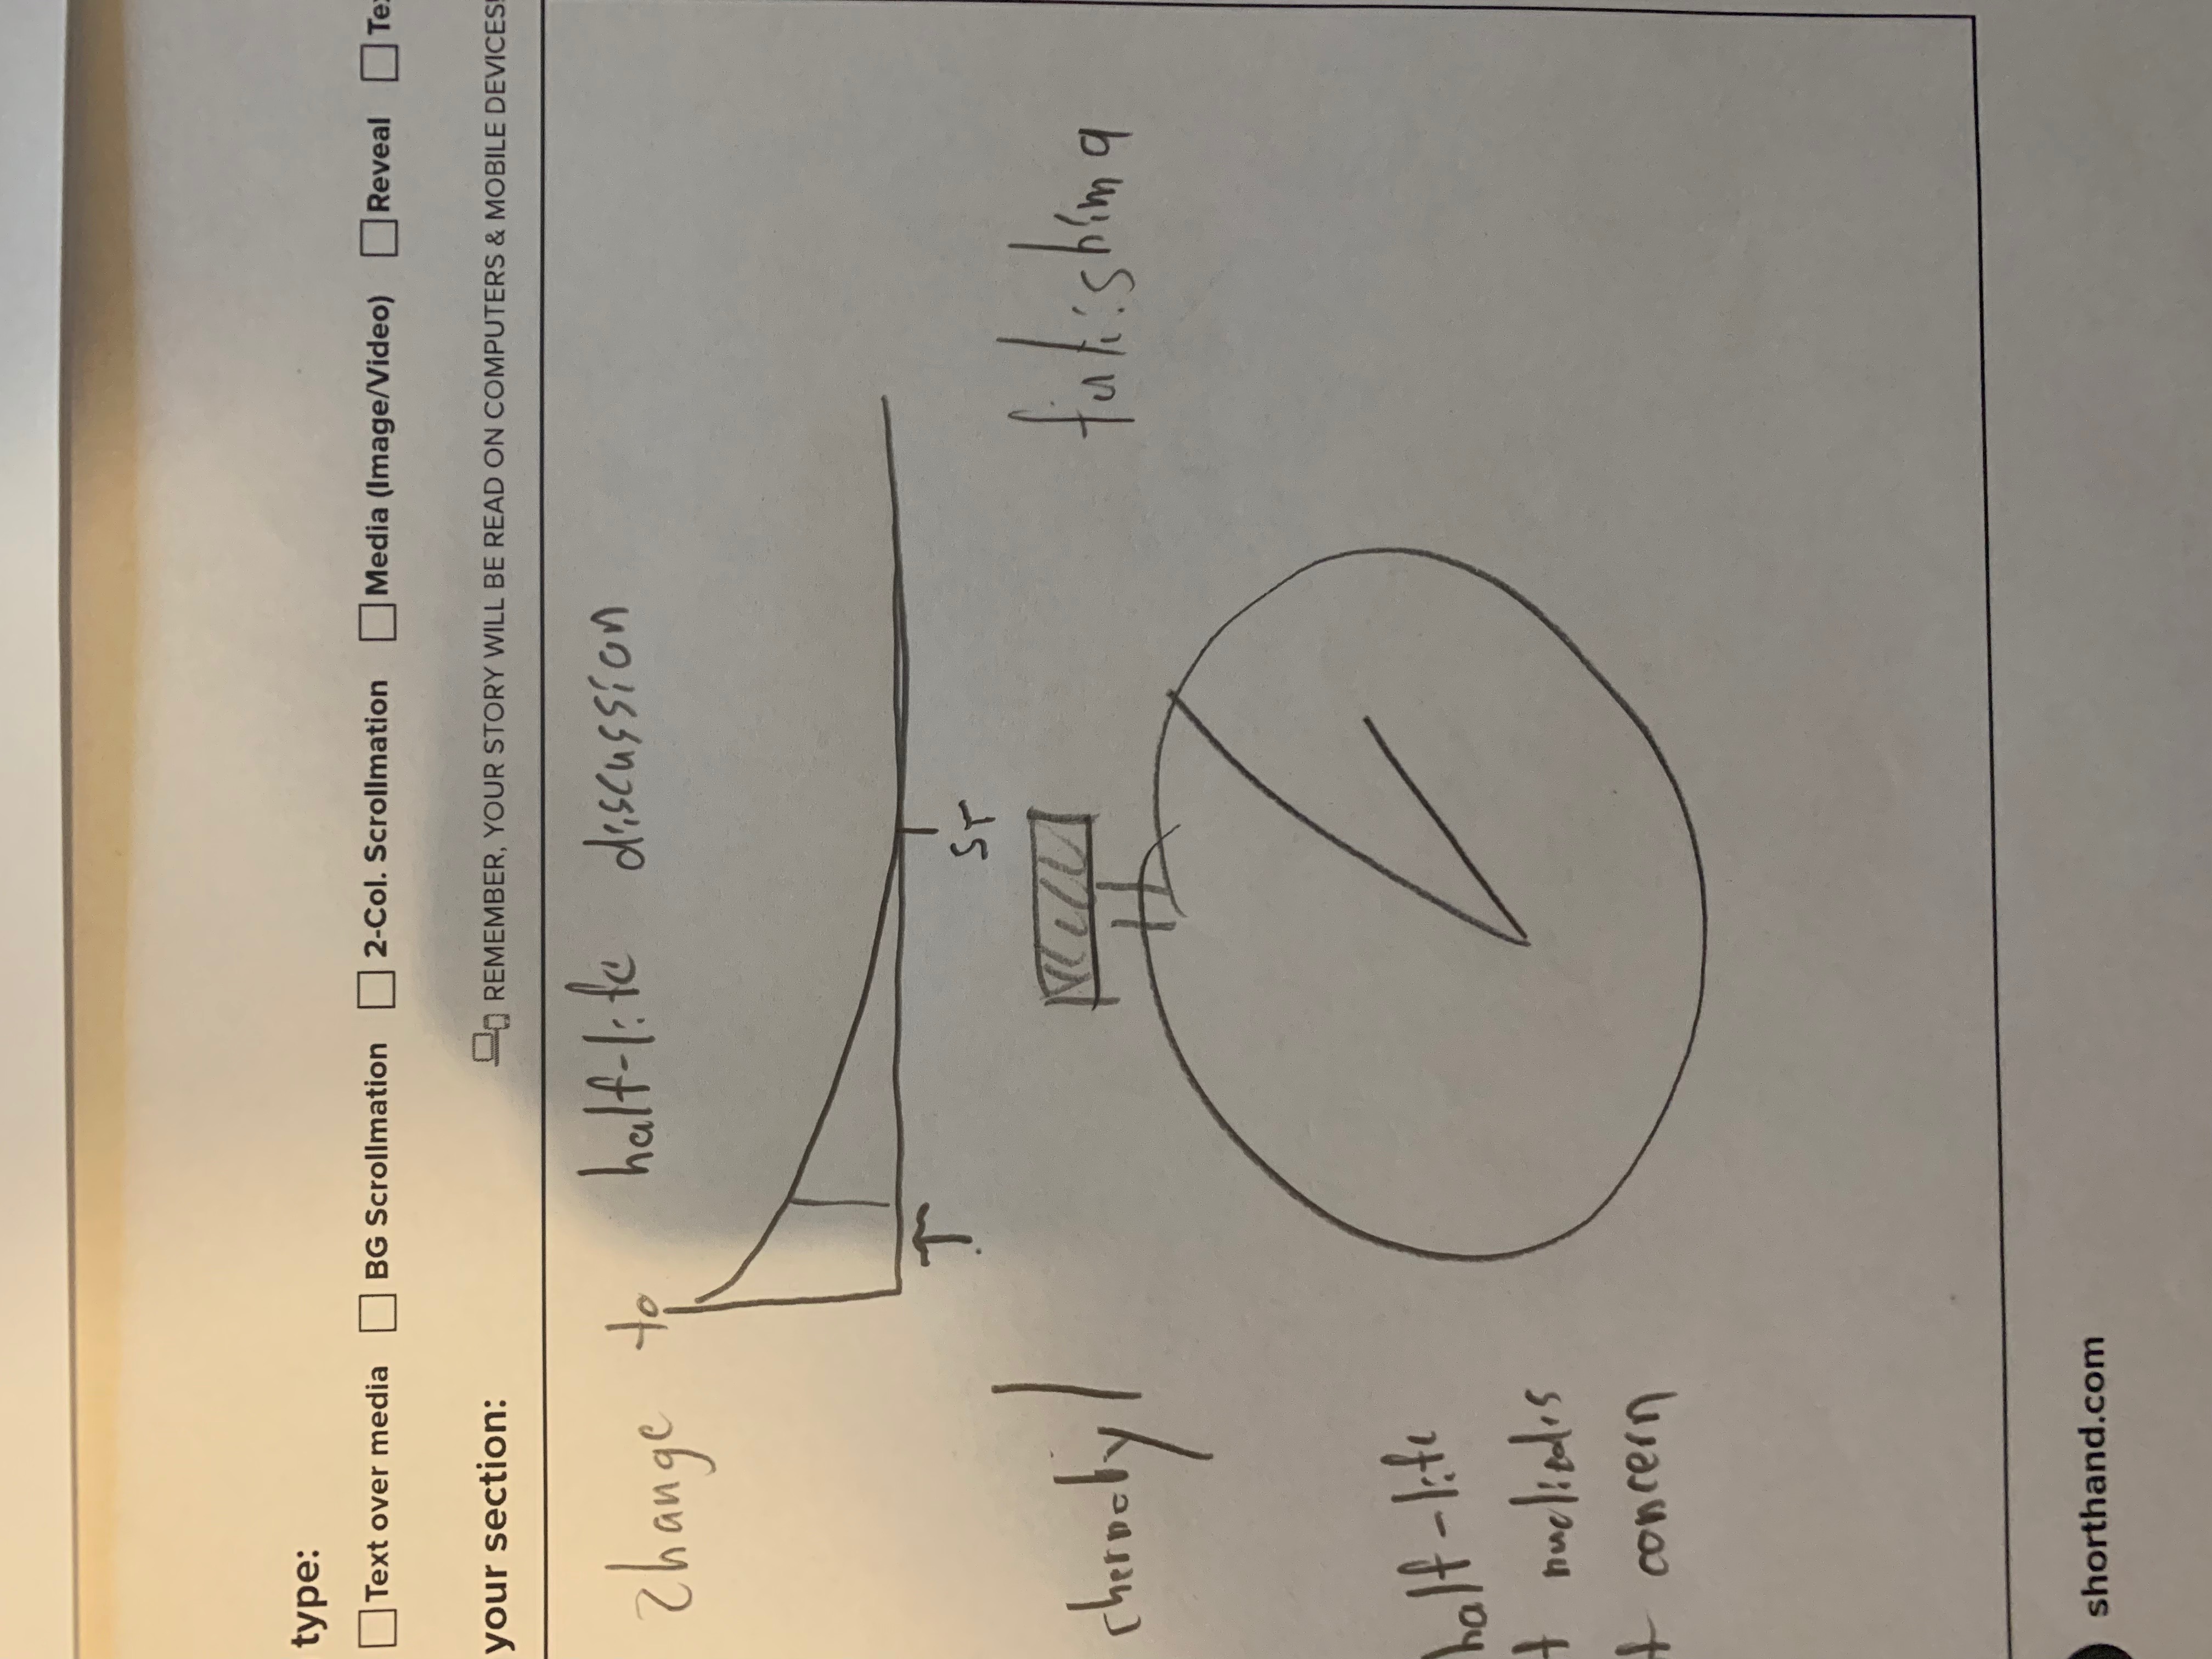 type:
Text over media BG Scrollmation 2-Col. Scrollmation Media (Image/Video) Reveal
your section: REMEMBER, YOUR STORY WILL BE READ ON COMPUTERS & MOBILE DEVICES!
change to half-life discussion
T
5T
chernobyl
fukishima
half-life
nuclides
concern
shorthand.com